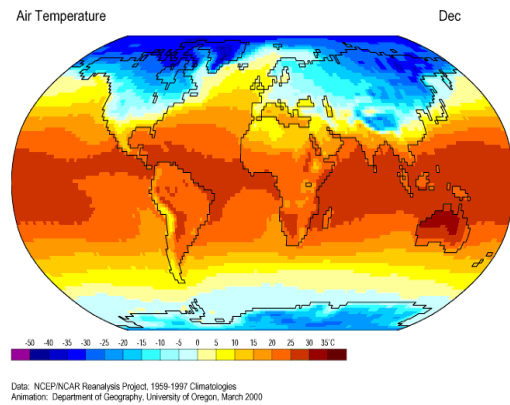 Air Temperature Dec
-50 -40 -35 -30 -25 -20 -15 -10 -5 0 5 10 15 20 25 30 35˚C
Data: NCEP/NCAR Reanalysis Project, 1959-1997 Climatologies
Animation: Department of Geography, University of Oregon, March 2000